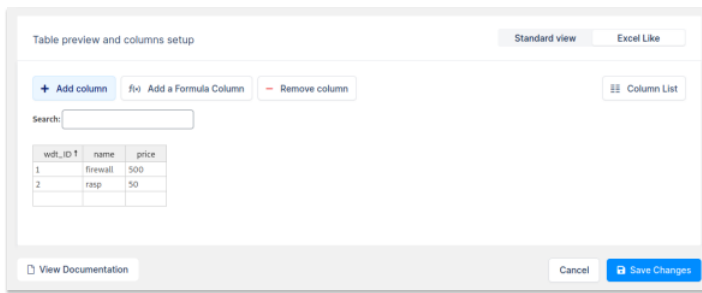 Table preview and columns setup
Standard view Excel Like
+ Add column f(x) Add a Formula Column − Remove column Column List
Search:
wdt_ID name price
1 firewall 500
2 rasp 50
View Documentation Cancel Save Changes